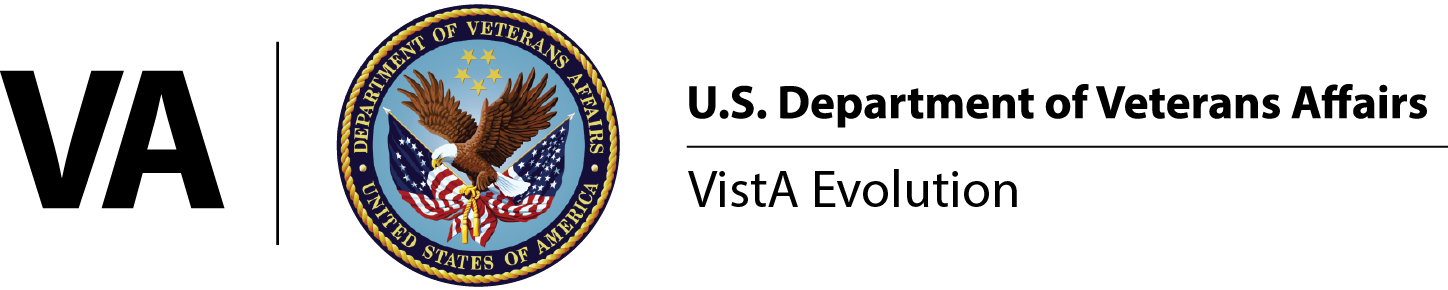 VA
DEPARTMENT OF VETERANS AFFAIRS
UNITED STATES OF AMERICA
U.S. Department of Veterans Affairs
VistA Evolution